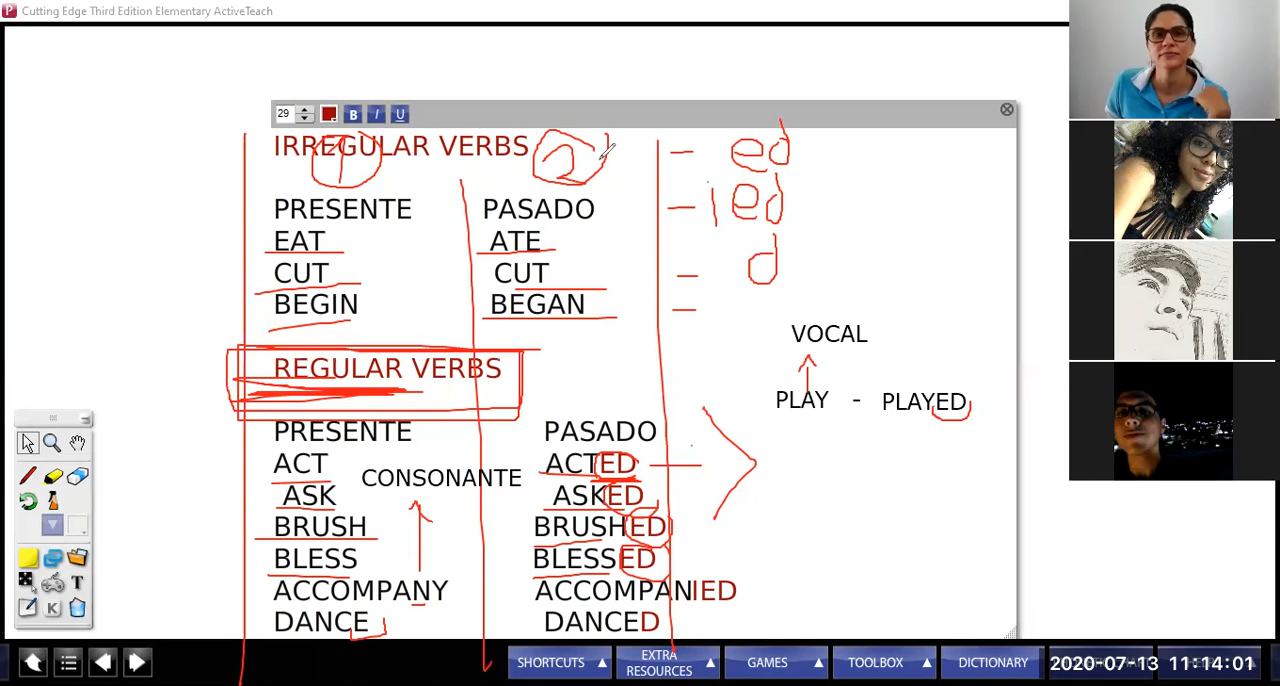 Cutting Edge Third Edition Elementary ActiveTeach
29 B I U
IRREGULAR VERBS
1 2
- ed
PRESENTE PASADO
- ied
EAT ATE
CUT CUT
- d
BEGIN BEGAN
-
VOCAL
REGULAR VERBS
PLAY - PLAYED
PRESENTE PASADO
ACT ACTED
CONSONANTE
ASK ASKED
BRUSH BRUSHED
BLESS BLESSED
ACCOMPANY ACCOMPANIED
DANCE DANCED
T
K
SHORTCUTS EXTRA RESOURCES GAMES TOOLBOX DICTIONARY
2020-07-13 11:14:01